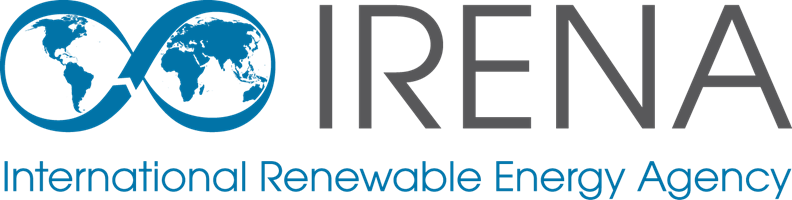 IRENA
International Renewable Energy Agency